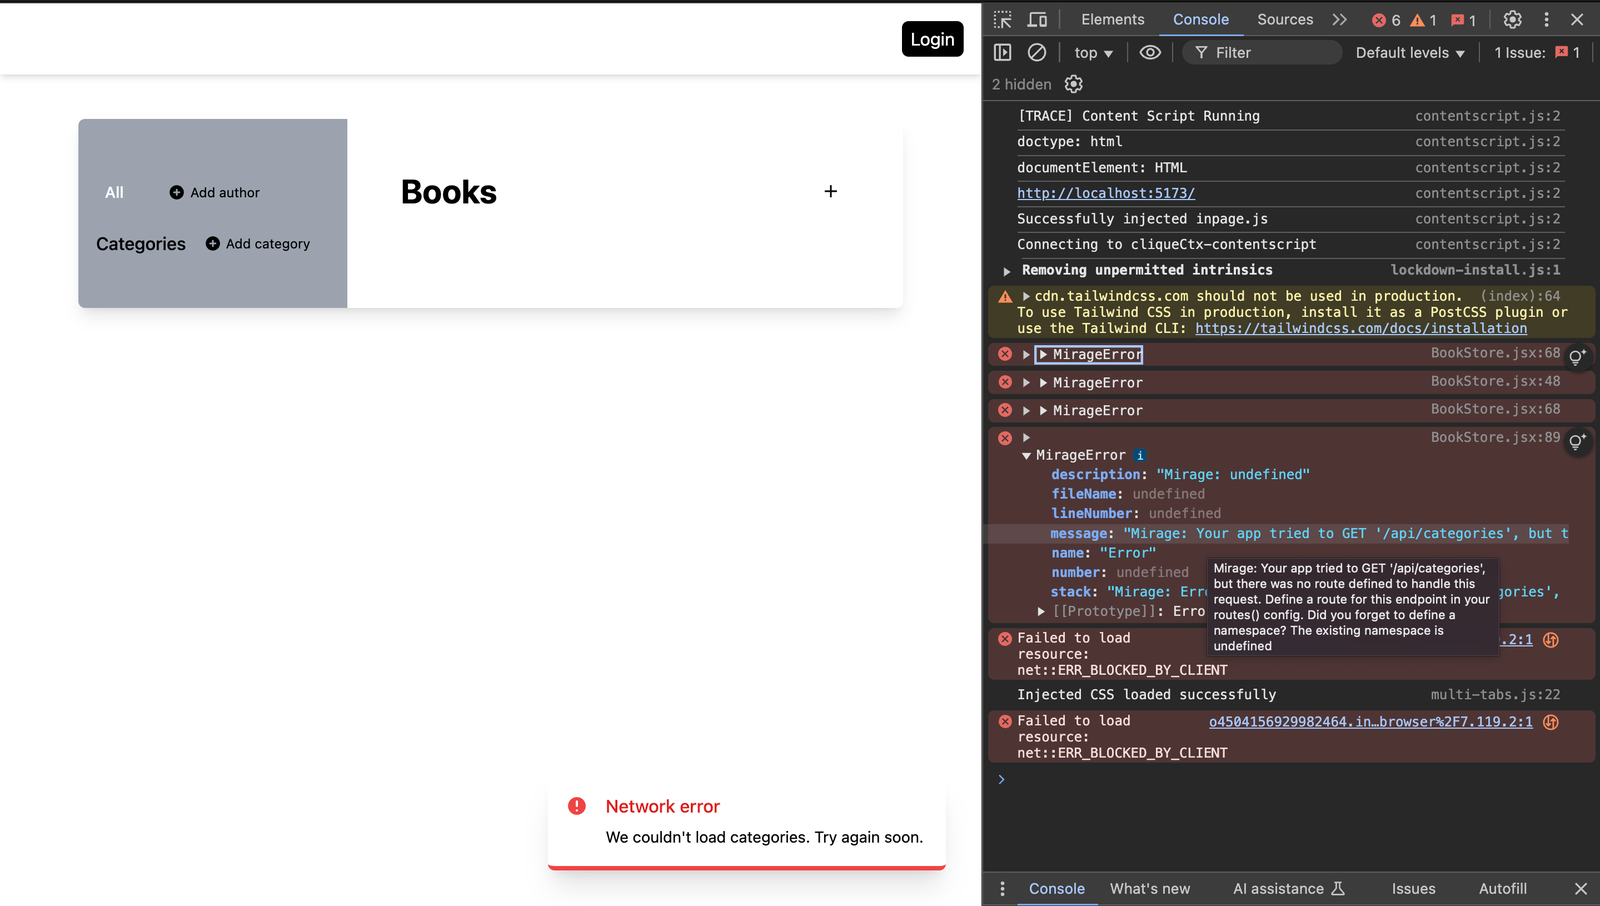 Login
All
Add author
Categories
Add category
Books
+
Network error
We couldn't load categories. Try again soon.
Elements
Console
Sources
6
1
1
top
Filter
Default levels
1 Issue:
1
2 hidden
[TRACE] Content Script Running contentscript.js:2
doctype: html contentscript.js:2
documentElement: HTML contentscript.js:2
http://localhost:5173/ contentscript.js:2
Successfully injected inpage.js contentscript.js:2
Connecting to cliqueCtx-contentscript contentscript.js:2
Removing unpermitted intrinsics lockdown-install.js:1
cdn.tailwindcss.com should not be used in production. (index):64
To use Tailwind CSS in production, install it as a PostCSS plugin or
use the Tailwind CLI: https://tailwindcss.com/docs/installation
MirageError BookStore.jsx:68
MirageError BookStore.jsx:48
MirageError BookStore.jsx:68
BookStore.jsx:89
MirageError i
description: "Mirage: undefined"
fileName: undefined
lineNumber: undefined
message: "Mirage: Your app tried to GET '/api/categories', but t
name: "Error"
number: undefined
stack: "Mirage: Erro gories',
[[Prototype]]: Erro
Mirage: Your app tried to GET '/api/categories',
but there was no route defined to handle this
request. Define a route for this endpoint in your
routes() config. Did you forget to define a
namespace? The existing namespace is
undefined
Failed to load .2:1
resource:
net::ERR_BLOCKED_BY_CLIENT
Injected CSS loaded successfully multi-tabs.js:22
Failed to load o4504156929982464.in…browser%2F7.119.2:1
resource:
net::ERR_BLOCKED_BY_CLIENT
Console
What's new
AI assistance
Issues
Autofill